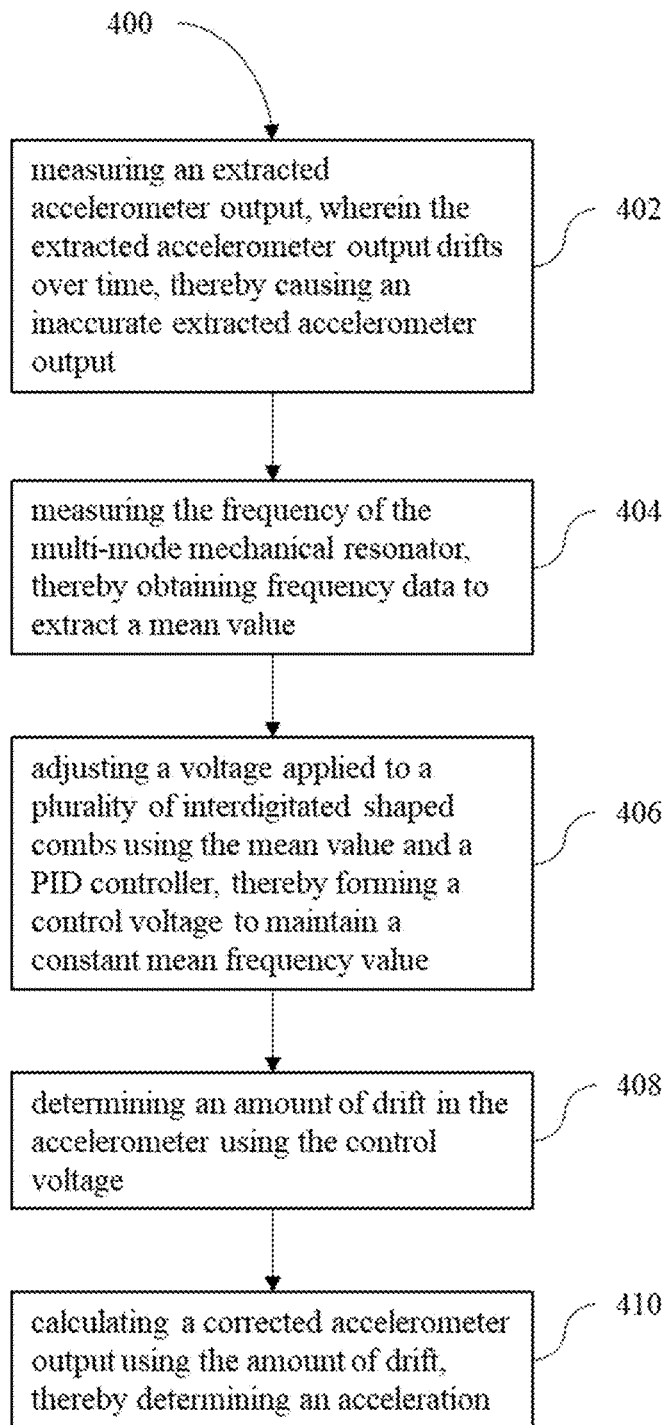 400
measuring an extracted
accelerometer output, wherein the
extracted accelerometer output drifts
over time, thereby causing an
inaccurate extracted accelerometer
output
402
measuring the frequency of the
multi-mode mechanical resonator,
thereby obtaining frequency data to
extract a mean value
404
adjusting a voltage applied to a
plurality of interdigitated shaped
combs using the mean value and a
PID controller, thereby forming a
control voltage to maintain a
constant mean frequency value
406
determining an amount of drift in the
accelerometer using the control
voltage
408
calculating a corrected accelerometer
output using the amount of drift,
thereby determining an acceleration
410